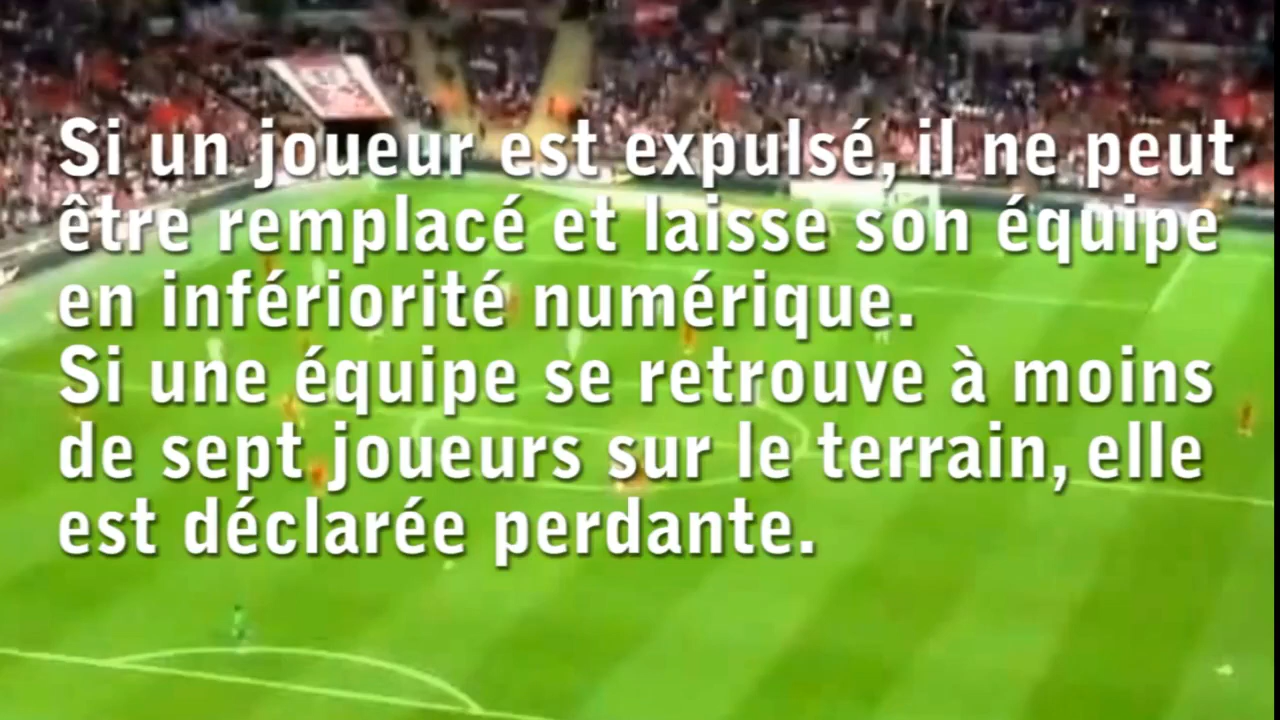 Si un joueur est expulsé, il ne peut
être remplacé et laisse son équipe
en infériorité numérique.
Si une équipe se retrouve à moins
de sept joueurs sur le terrain, elle
est déclarée perdante.